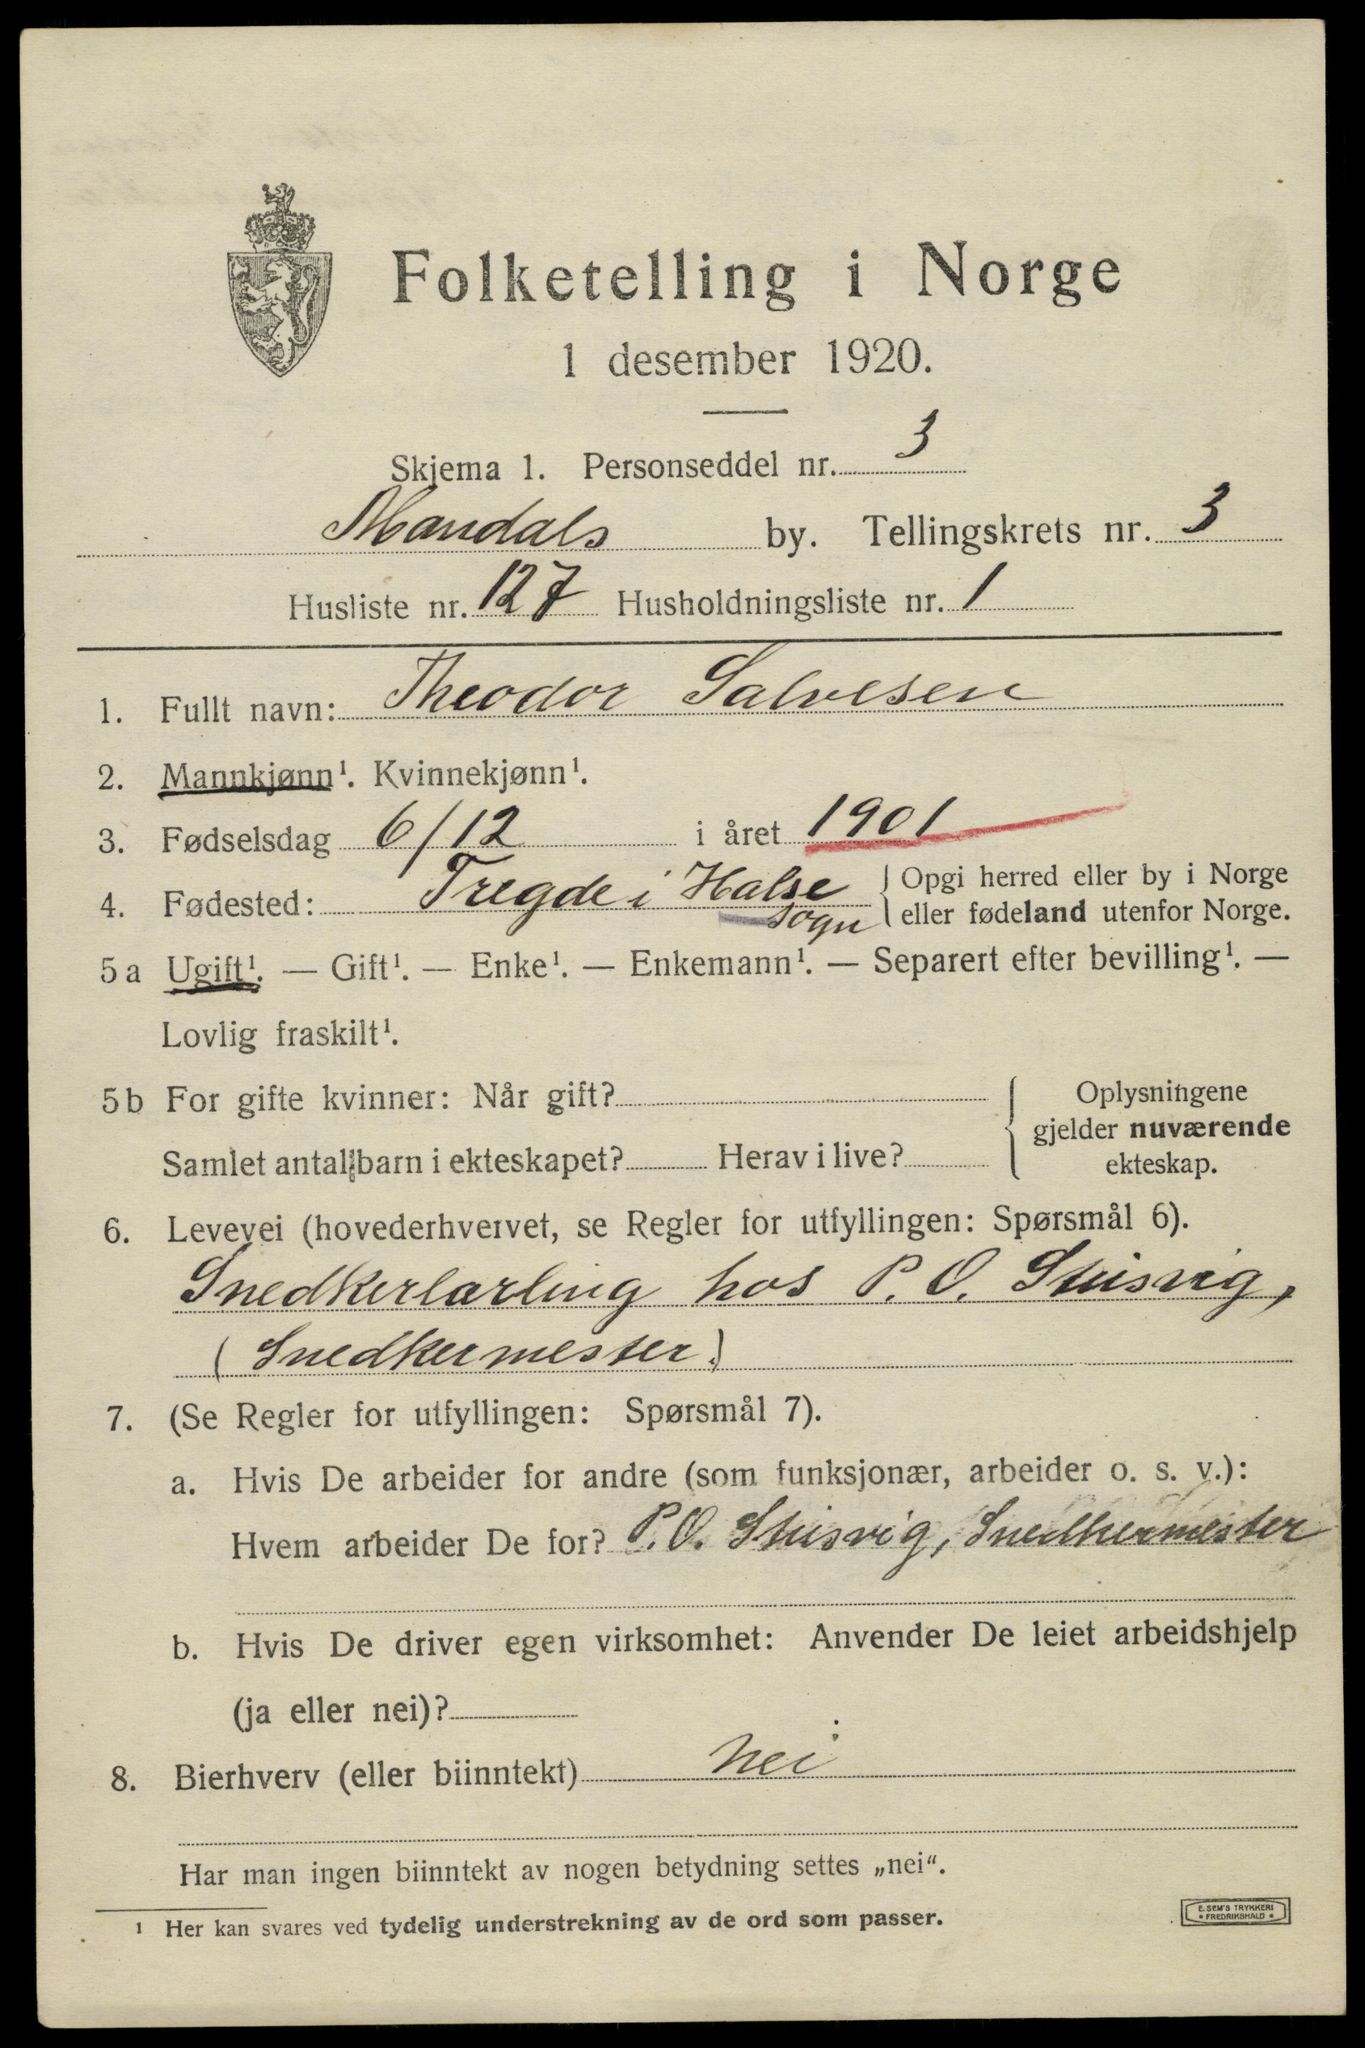 Folketelling i Norge
1 desember 1920.
Skjema 1. Personseddel nr. 3
Mandals by. Tellingskrets nr. 3
Husliste nr. 127 Husholdningsliste nr. 1
1. Fullt navn: Theodor Salvesen
2. Mannkjønn¹. Kvinnekjønn¹.
3. Fødselsdag 6/12 i året 1901
4. Fødested: Tregde i Halse sogn { Opgi herred eller by i Norge
eller fødeland utenfor Norge.
5 a Ugift¹. — Gift¹. — Enke¹. — Enkemann¹. — Separert efter bevilling¹. —
Lovlig fraskilt¹.
5 b For gifte kvinner: Når gift?
Samlet antall barn i ekteskapet? Herav i live?
{ Oplysningene
gjelder nuværende
ekteskap.
6. Levevei (hovederhvervet, se Regler for utfyllingen: Spørsmål 6).
Snedkerlærling hos P. O. Stusvig,
(Snedkermester)
7. (Se Regler for utfyllingen: Spørsmål 7).
a. Hvis De arbeider for andre (som funksjonær, arbeider o. s. v.):
Hvem arbeider De for? P. O. Stusvig, Snedkermester
b. Hvis De driver egen virksomhet: Anvender De leiet arbeidshjelp
(ja eller nei)?
8. Bierhverv (eller biinntekt) nei
Har man ingen biinntekt av nogen betydning settes „nei“.
¹ Her kan svares ved tydelig understrekning av de ord som passer.
E. SEM'S TRYKKERI
• FREDRIKSHALD •